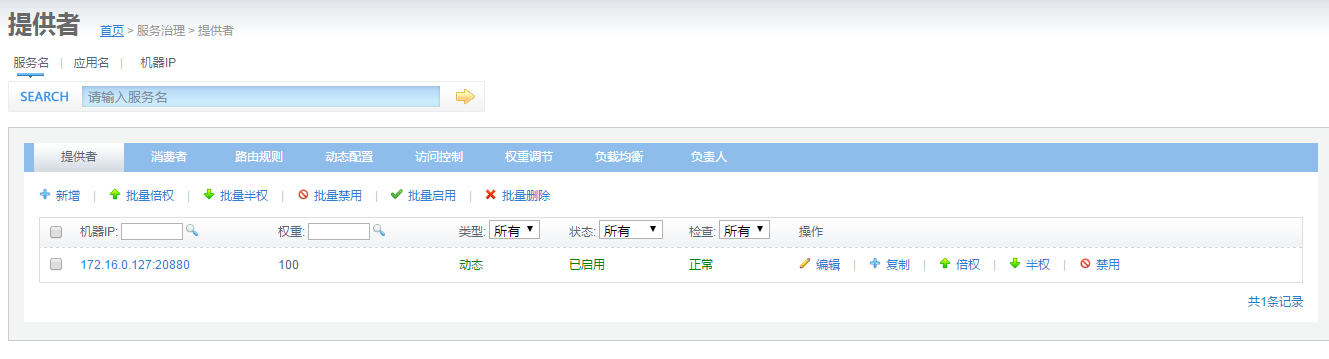 提供者 首页 > 服务治理 > 提供者
服务名 | 应用名 | 机器IP
SEARCH 请输入服务名
提供者 消费者 路由规则 动态配置 访问控制 权重调节 负载均衡 负责人
新增 | 批量倍权 | 批量半权 | 批量禁用 | 批量启用 | 批量删除
机器IP: 权重: 类型: 所有 状态: 所有 检查: 所有 操作
172.16.0.127:20880 100 动态 已启用 正常 编辑 | 复制 | 倍权 | 半权 | 禁用
共1条记录